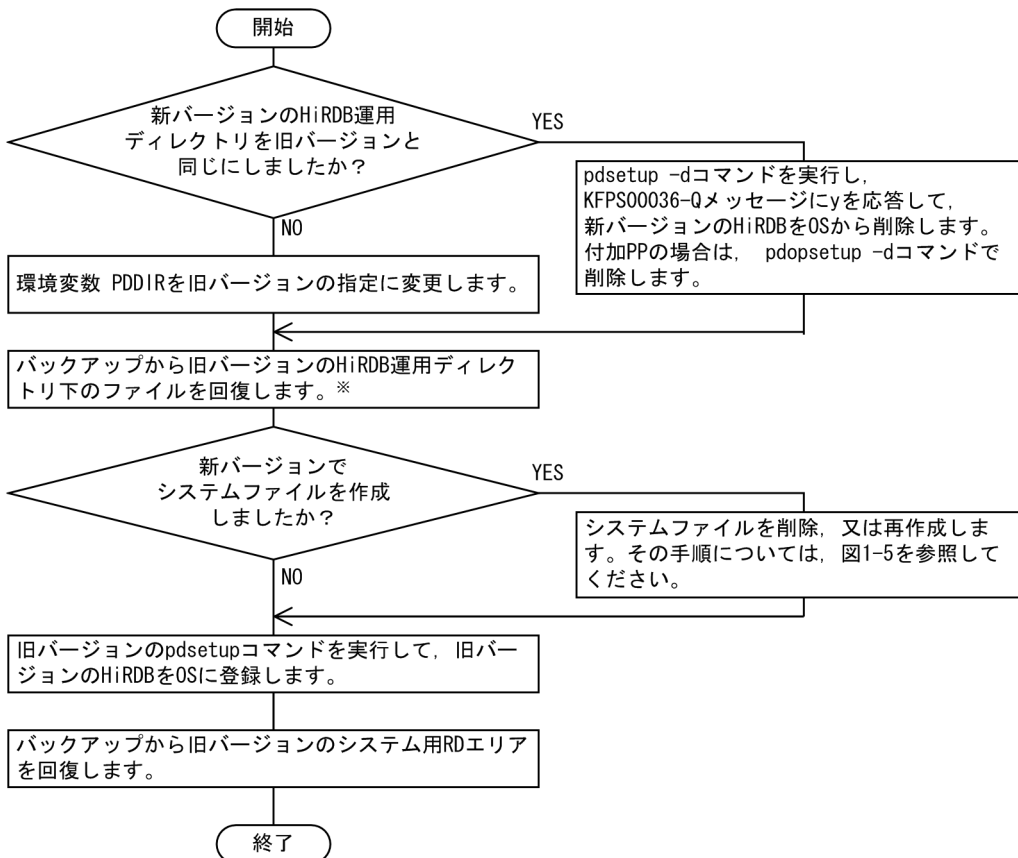 開始
新バージョンのHiRDB運用
ディレクトリを旧バージョンと
同じにしましたか？
YES
NO
pdsetup -dコマンドを実行し,
KFPS00036-Qメッセージにyを応答して,
新バージョンのHiRDBをOSから削除します。
付加PPの場合は, pdopsetup -dコマンドで
削除します。
環境変数 PDDIRを旧バージョンの指定に変更します。
バックアップから旧バージョンのHiRDB運用ディレク
トリ下のファイルを回復します。※
新バージョンで
システムファイルを作成
しましたか？
YES
NO
システムファイルを削除, 又は再作成しま
す。その手順については, 図1-5を参照して
ください。
旧バージョンのpdsetupコマンドを実行して, 旧バー
ジョンのHiRDBをOSに登録します。
バックアップから旧バージョンのシステム用RDエリア
を回復します。
終了